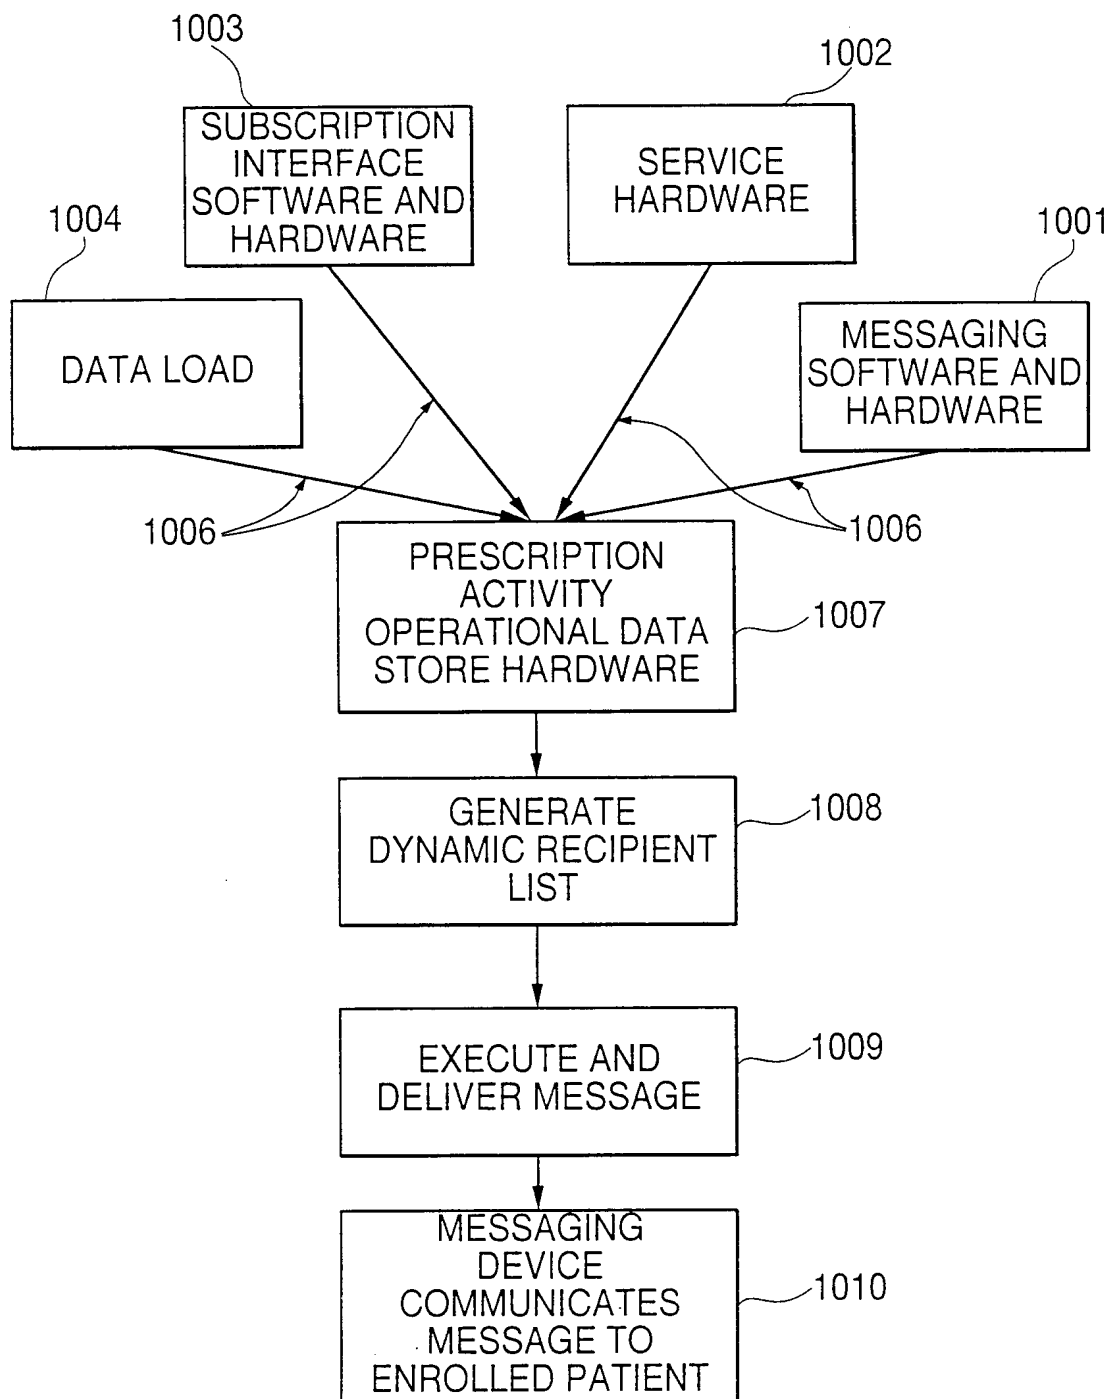 1003
1002
SUBSCRIPTION
INTERFACE
SOFTWARE AND
HARDWARE
SERVICE
HARDWARE
1004
1001
DATA LOAD
MESSAGING
SOFTWARE AND
HARDWARE
1006
1006
PRESCRIPTION
ACTIVITY
OPERATIONAL DATA
STORE HARDWARE
1007
GENERATE
DYNAMIC RECIPIENT
LIST
1008
EXECUTE AND
DELIVER MESSAGE
1009
MESSAGING
DEVICE
COMMUNICATES
MESSAGE TO
ENROLLED PATIENT
1010